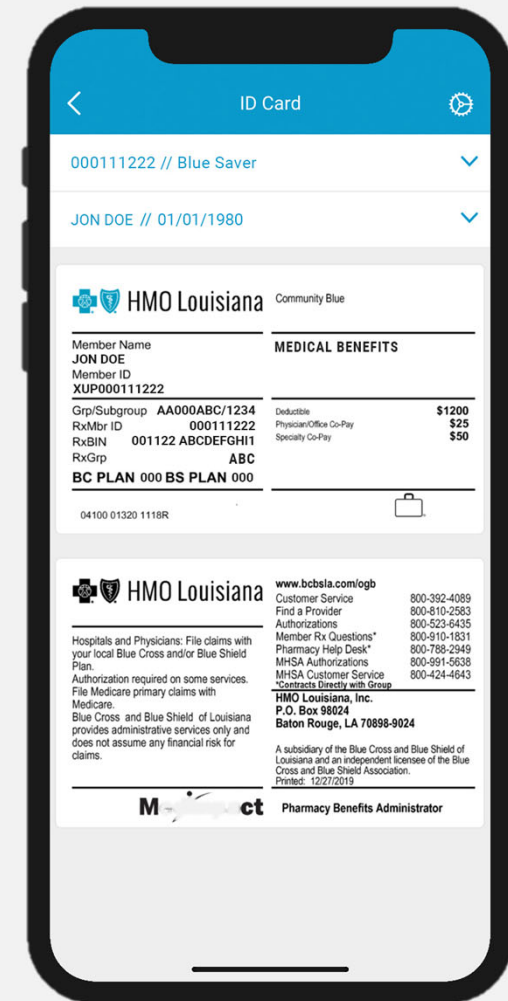 ID Card
000111222 // Blue Saver
JON DOE // 01/01/1980
HMO Louisiana
Community Blue
Member Name
JON DOE
Member ID
XUP000111222
MEDICAL BENEFITS
Grp/Subgroup AA000ABC/1234
RxMbr ID 000111222
RxBIN 001122 ABCDEFGHI1
RxGrp ABC
BC PLAN 000 BS PLAN 000
Deductible $1200
Physician/Office Co-Pay $25
Specialty Co-Pay $50
04100 01320 1118R
HMO Louisiana
Hospitals and Physicians: File claims with
your local Blue Cross and/or Blue Shield
Plan.
Authorization required on some services.
File Medicare primary claims with
Medicare.
Blue Cross and Blue Shield of Louisiana
provides administrative services only and
does not assume any financial risk for
claims.
www.bcbsla.com/ogb
Customer Service 800-392-4089
Find a Provider 800-810-2583
Authorizations 800-523-6435
Member Rx Questions* 800-910-1831
Pharmacy Help Desk* 800-788-2949
MHSA Authorizations 800-991-5638
MHSA Customer Service 800-424-4643
*Contracts Directly with Group
HMO Louisiana, Inc.
P.O. Box 98024
Baton Rouge, LA 70898-9024
A subsidiary of the Blue Cross and Blue Shield of
Louisiana and an independent licensee of the Blue
Cross and Blue Shield Association.
Printed: 12/27/2019
Pharmacy Benefits Administrator